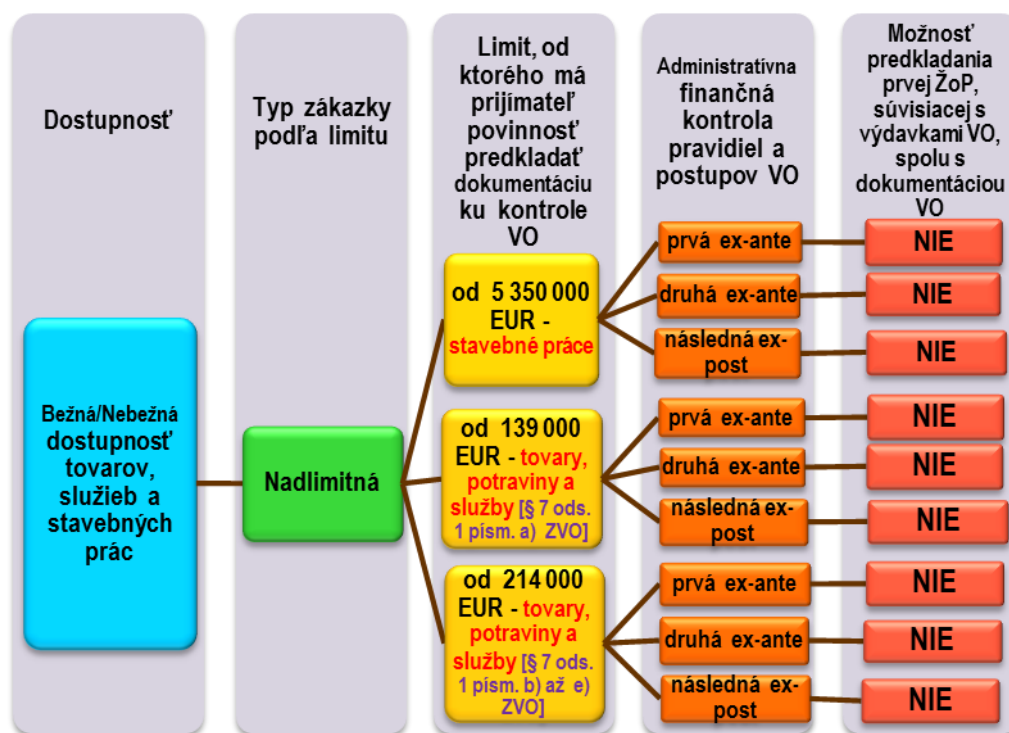 Dostupnosť
Typ zákazky
podľa limitu
Limit, od
ktorého má
prijímateľ
povinnosť
predkladať
dokumentáciu
ku kontrole
VO
Administratívna
finančná
kontrola
pravidiel a
postupov VO
Možnosť
predkladania
prvej ŽoP,
súvisiacej s
výdavkami VO,
spolu s
dokumentáciou
VO
Bežná/Nebežná
dostupnosť
tovarov,
služieb a
stavebných
prác
Nadlimitná
od 5 350 000
EUR -
stavebné práce
prvá ex-ante
NIE
druhá ex-ante
NIE
následná ex-
post
NIE
od 139 000
EUR - tovary,
potraviny a
služby [§ 7 ods.
1 písm. a) ZVO]
prvá ex-ante
NIE
druhá ex-ante
NIE
následná ex-
post
NIE
od 214 000
EUR - tovary,
potraviny a
služby [§ 7 ods.
1 písm. b) až e)
ZVO]
prvá ex-ante
NIE
druhá ex-ante
NIE
následná ex-
post
NIE